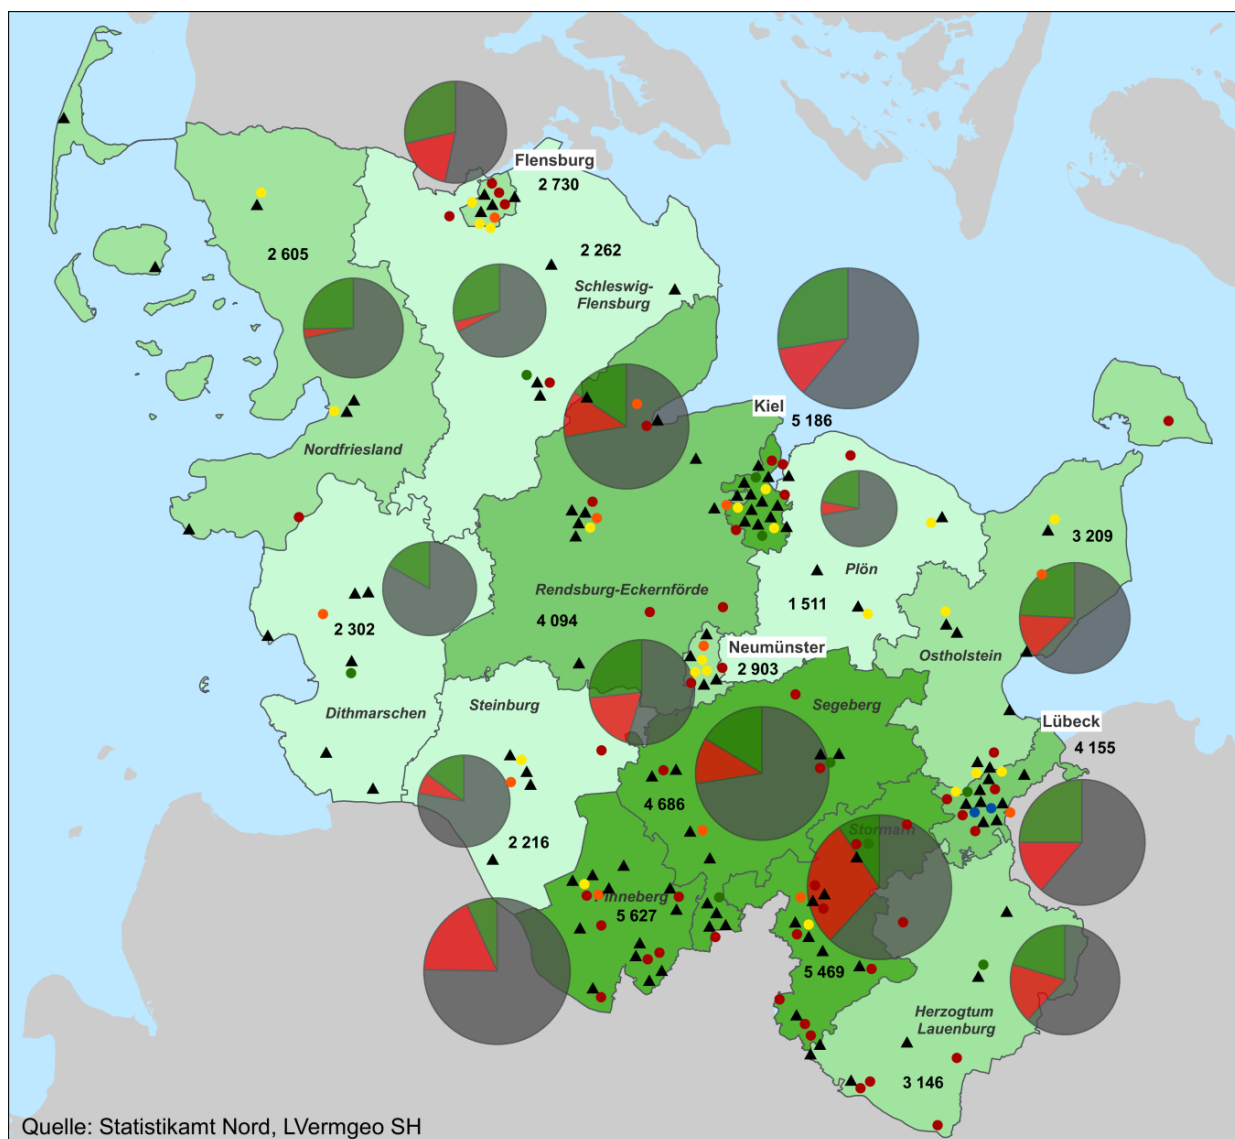 Flensburg
2 730
2 605
2 262
Schleswig-
Flensburg
Kiel
5 186
Nordfriesland
3 209
Plön
Rendsburg-Eckernförde
1 511
2 302
4 094
Neumünster
2 903
Ostholstein
Dithmarschen
Steinburg
Segeberg
Lübeck
4 155
4 686
Stormarn
2 216
inneberg
5 627
5 469
Herzogtum
Lauenburg
3 146
Quelle: Statistikamt Nord, LVermgeo SH